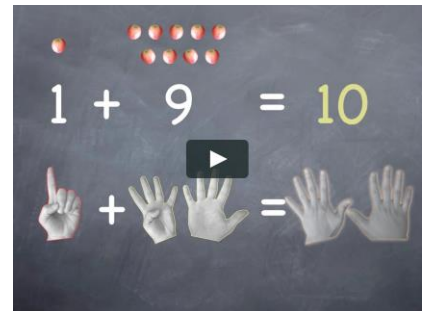 1 + 9 = 10
+ =